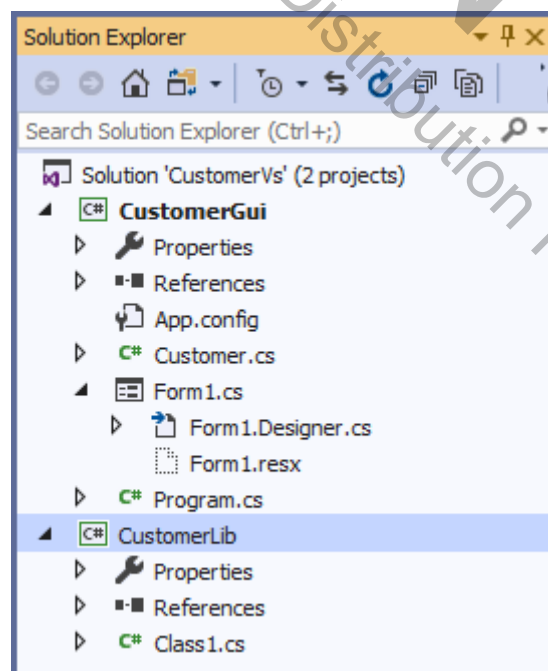 Solution Explorer
Search Solution Explorer (Ctrl+;)
Solution 'CustomerVs' (2 projects)
C# CustomerGui
Properties
References
App.config
C# Customer.cs
Form1.cs
Form1.Designer.cs
Form1.resx
C# Program.cs
C# CustomerLib
Properties
References
C# Class1.cs
Distribution